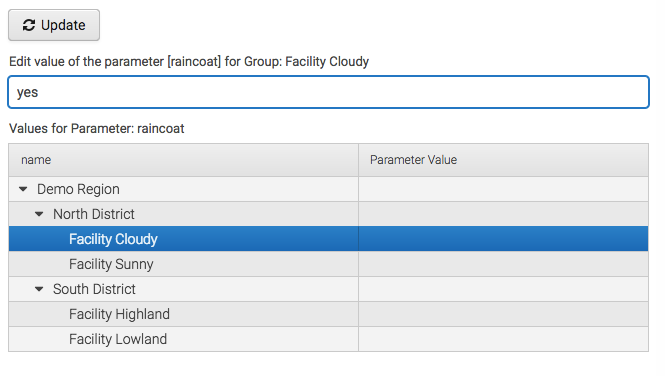 Update
Edit value of the parameter [raincoat] for Group: Facility Cloudy
yes
Values for Parameter: raincoat
name Parameter Value
Demo Region
North District
Facility Cloudy
Facility Sunny
South District
Facility Highland
Facility Lowland